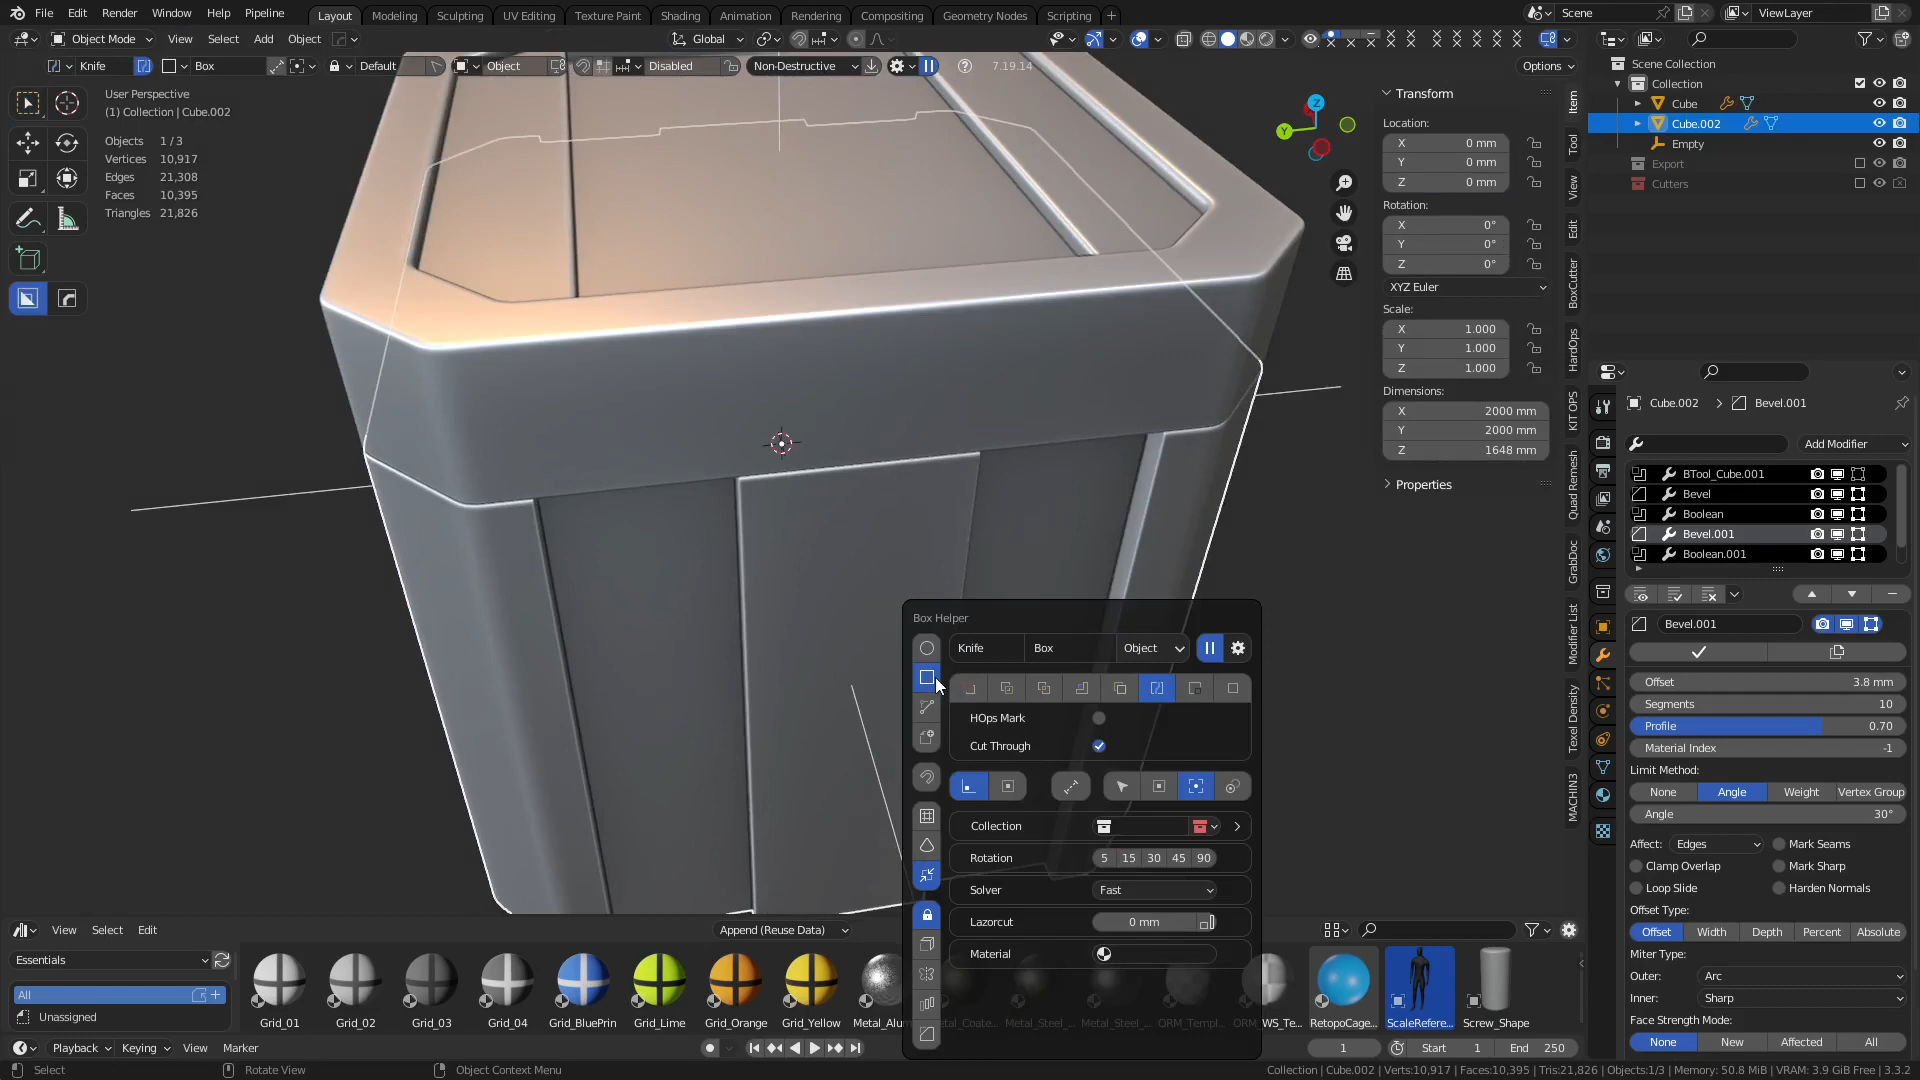 File Edit Render Window Help Pipeline Layout Modeling Sculpting UV Editing Texture Paint Shading Animation Rendering Compositing Geometry Nodes Scripting + Scene ViewLayer
Object Mode View Select Add Object Global
Knife Box Default Object Disabled Non-Destructive 7.19.14 Options
User Perspective
(1) Collection | Cube.002
Objects 1 / 3
Vertices 10,917
Edges 21,308
Faces 10,395
Triangles 21,826
Z
Y
Transform
Location:
X 0 mm
Y 0 mm
Z 0 mm
Rotation:
X 0°
Y 0°
Z 0°
XYZ Euler
Scale:
X 1.000
Y 1.000
Z 1.000
Dimensions:
X 2000 mm
Y 2000 mm
Z 1648 mm
Properties
Item
Tool
View
Edit
BoxCutter
HardOps
KIT OPS
Quad Remesh
GrabDoc
Modifier List
Texel Density
MACHIN3
Scene Collection
Collection
Cube
Cube.002
Empty
Export
Cutters
Cube.002 > Bevel.001
Add Modifier
BTool_Cube.001
Bevel
Boolean
Bevel.001
Boolean.001
Bevel.001
Offset 3.8 mm
Segments 10
Profile 0.70
Material Index -1
Limit Method:
None Angle Weight Vertex Group
Angle 30°
Affect: Edges Mark Seams
Clamp Overlap Mark Sharp
Loop Slide Harden Normals
Offset Type:
Offset Width Depth Percent Absolute
Miter Type:
Outer: Arc
Inner: Sharp
Face Strength Mode:
None New Affected All
Box Helper
Knife Box Object
HOps Mark
Cut Through
Collection
Rotation 5 15 30 45 90
Solver Fast
Lazorcut 0 mm
Material
View Select Edit Append (Reuse Data)
Essentials
All
Unassigned
Grid_01 Grid_02 Grid_03 Grid_04 Grid_BluePrin Grid_Lime Grid_Orange Grid_Yellow Metal_Alum RetopoCage... ScaleRefere... Screw_Shape
Playback Keying View Marker 1 Start 1 End 250
Select Rotate View Object Context Menu Collection | Cube.002 | Verts:10,917 | Faces:10,395 | Tris:21,826 | Objects:1/3 | Memory: 50.8 MiB | VRAM: 3.9 GiB Free | 3.3.2